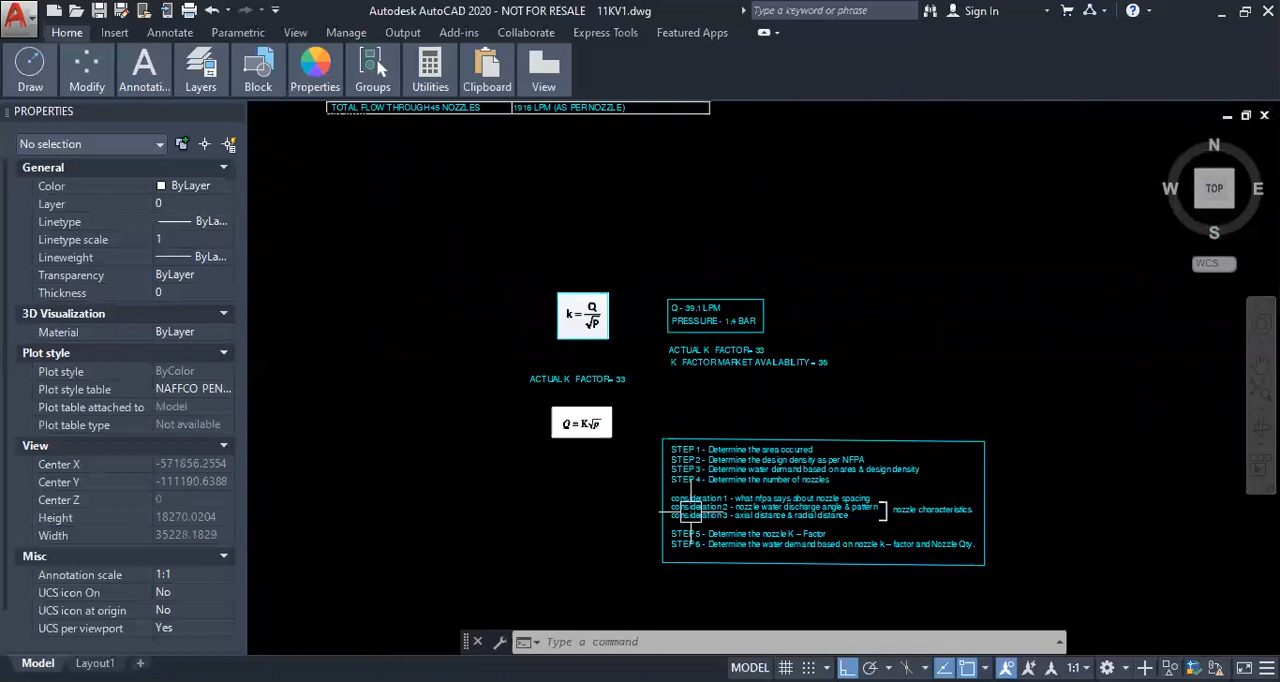 Autodesk AutoCAD 2020 - NOT FOR RESALE 11KV1.dwg
Type a keyword or phrase
Sign In
Home Insert Annotate Parametric View Manage Output Add-ins Collaborate Express Tools Featured Apps
Draw Modify Annotati... Layers Block Properties Groups Utilities Clipboard View
PROPERTIES
No selection
General
Color ByLayer
Layer 0
Linetype ByLa...
Linetype scale 1
Lineweight ByLa...
Transparency ByLayer
Thickness 0
3D Visualization
Material ByLayer
Plot style
Plot style ByColor
Plot style table NAFFCO PEN...
Plot table attached to Model
Plot table type Not available
View
Center X -571856.2554
Center Y -111190.6388
Center Z 0
Height 18270.0204
Width 35228.1829
Misc
Annotation scale 1:1
UCS icon On No
UCS icon at origin No
UCS per viewport Yes
TOTAL FLOW THROUGH 45 NOZZLES 1916 LPM (AS PER NOZZLE)
N
W TOP E
S
WCS
k = Q / √P
Q - 39.1 LPM
PRESSURE - 1.4 BAR
ACTUAL K FACTOR= 33
K FACTOR MARKET AVAILABLITY = 35
ACTUAL K FACTOR= 33
Q = K√p
STEP 1 - Determine the area occurred
STEP 2 - Determine the design density as per NFPA
STEP 3 - Determine water demand based on area & design density
STEP 4 - Determine the number of nozzles
consideration 1 - what nfpa says about nozzle spacing
consideration 2 - nozzle water discharge angle & pattern
consideration 3 - axial distance & radial distance
nozzle characteristics
STEP 5 - Determine the nozzle K – Factor
STEP 6 - Determine the water demand based on nozzle k – factor and Nozzle Qty.
Type a command
Model Layout1 +
MODEL 1:1